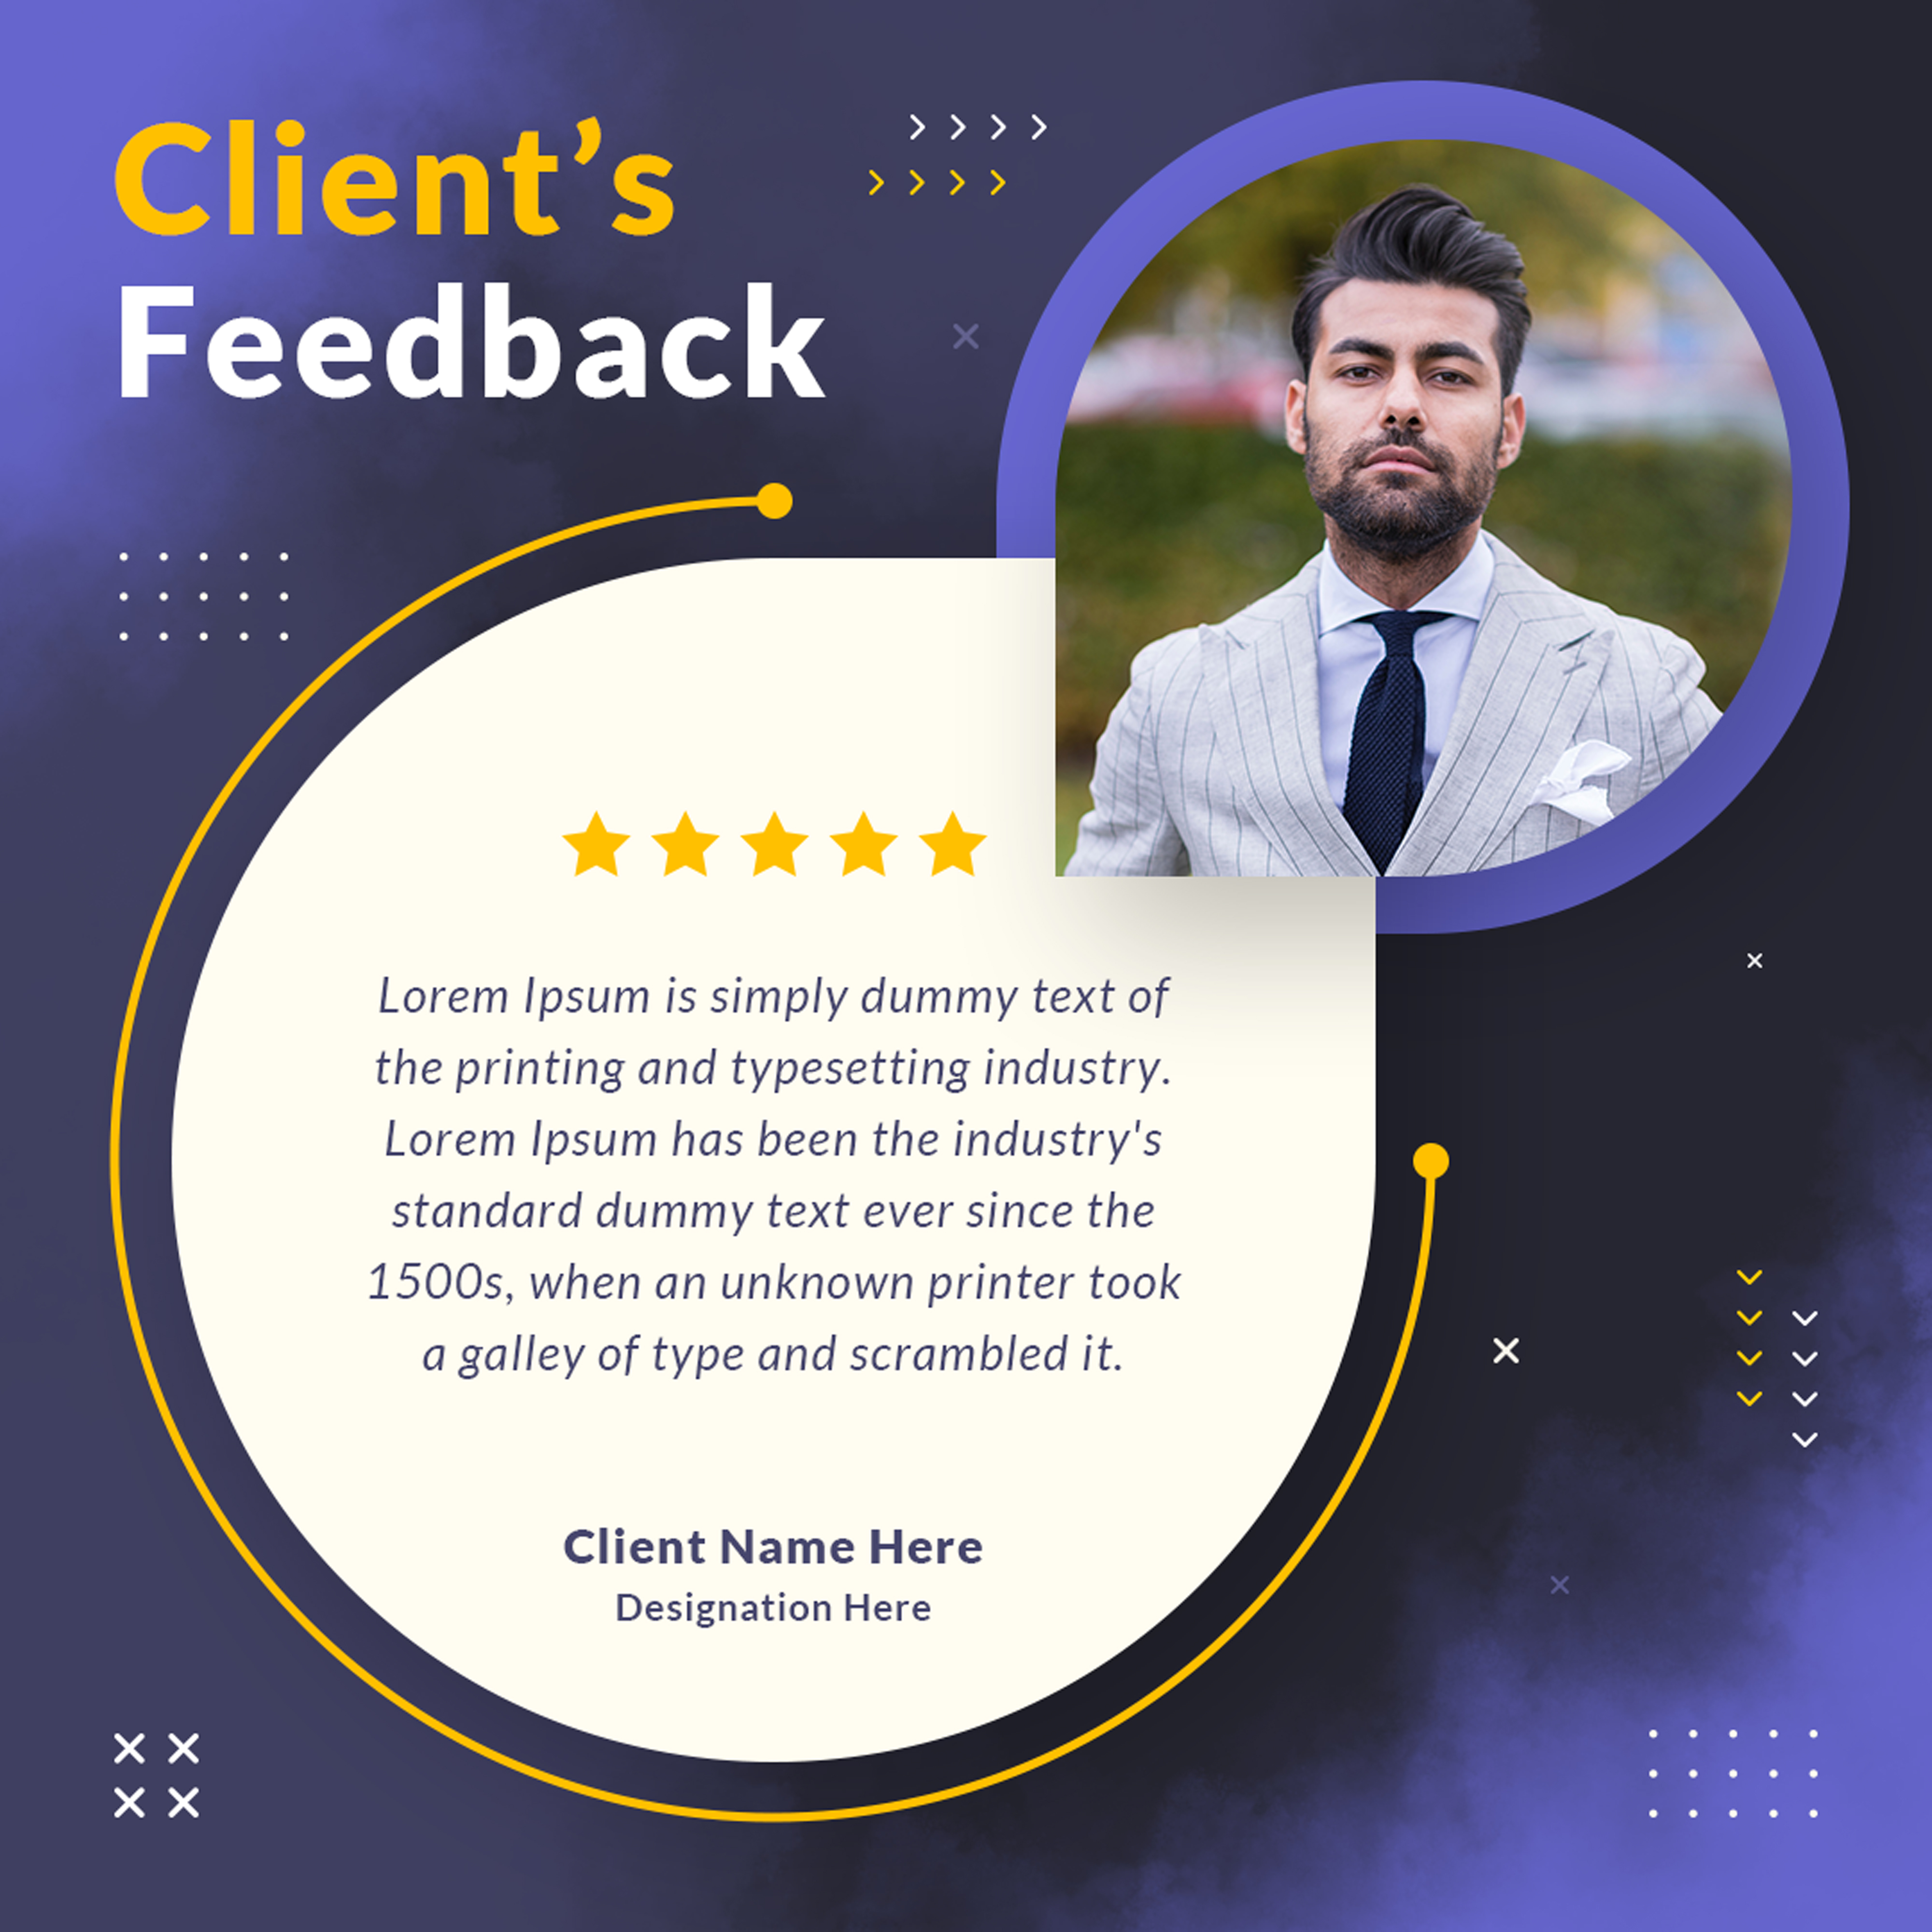 Client’s
Feedback
Lorem Ipsum is simply dummy text of
the printing and typesetting industry.
Lorem Ipsum has been the industry's
standard dummy text ever since the
1500s, when an unknown printer took
a galley of type and scrambled it.
Client Name Here
Designation Here